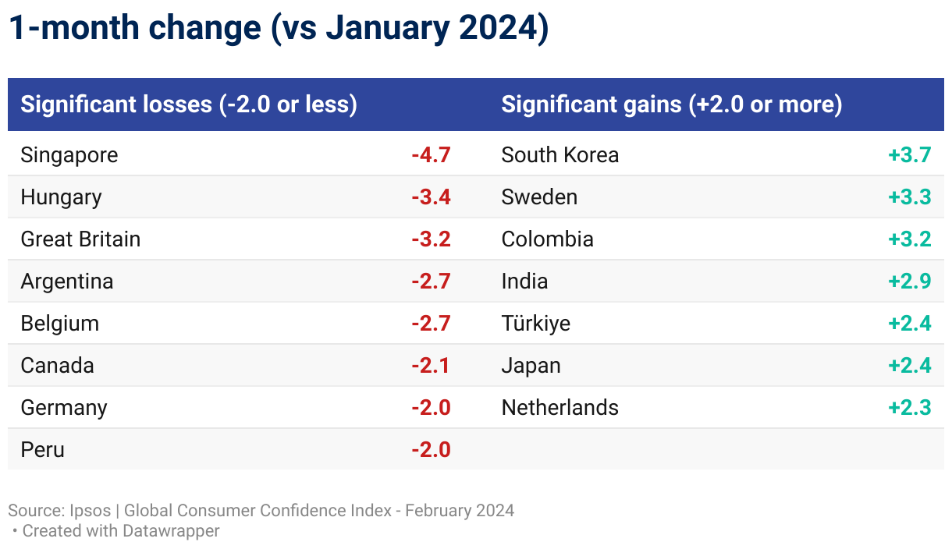 1-month change (vs January 2024)
Significant losses (-2.0 or less) Significant gains (+2.0 or more)
Singapore -4.7 South Korea +3.7
Hungary -3.4 Sweden +3.3
Great Britain -3.2 Colombia +3.2
Argentina -2.7 India +2.9
Belgium -2.7 Türkiye +2.4
Canada -2.1 Japan +2.4
Germany -2.0 Netherlands +2.3
Peru -2.0
Source: Ipsos | Global Consumer Confidence Index - February 2024
• Created with Datawrapper